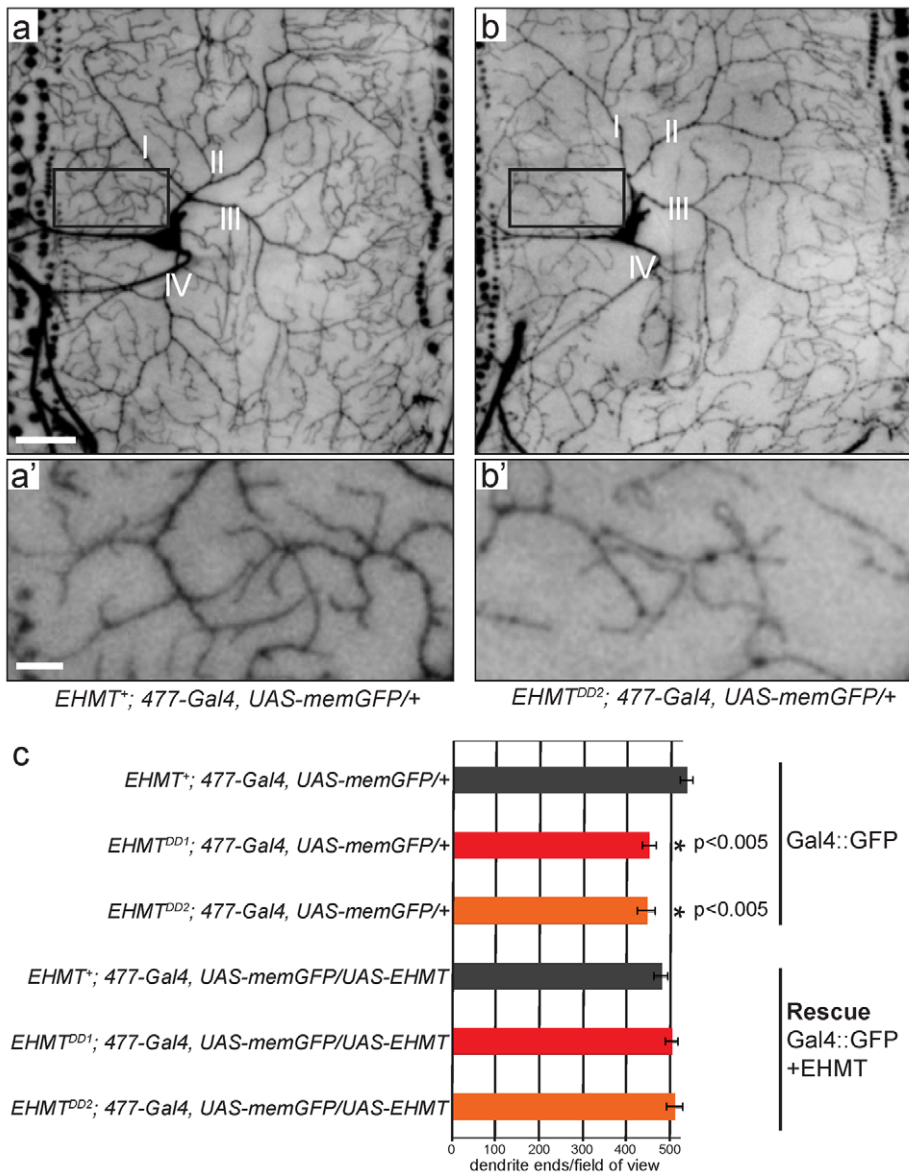 a
b
I
II
III
IV
I
II
III
IV
a'
b'
EHMT⁺; 477-Gal4, UAS-memGFP/+
EHMTᴰᴰ²; 477-Gal4, UAS-memGFP/+
c
EHMT⁺; 477-Gal4, UAS-memGFP/+
EHMTᴰᴰ¹; 477-Gal4, UAS-memGFP/+
* p<0.005
EHMTᴰᴰ²; 477-Gal4, UAS-memGFP/+
* p<0.005
Gal4::GFP
EHMT⁺; 477-Gal4, UAS-memGFP/UAS-EHMT
EHMTᴰᴰ¹; 477-Gal4, UAS-memGFP/UAS-EHMT
EHMTᴰᴰ²; 477-Gal4, UAS-memGFP/UAS-EHMT
Rescue
Gal4::GFP
+EHMT
0 100 200 300 400 500
dendrite ends/field of view